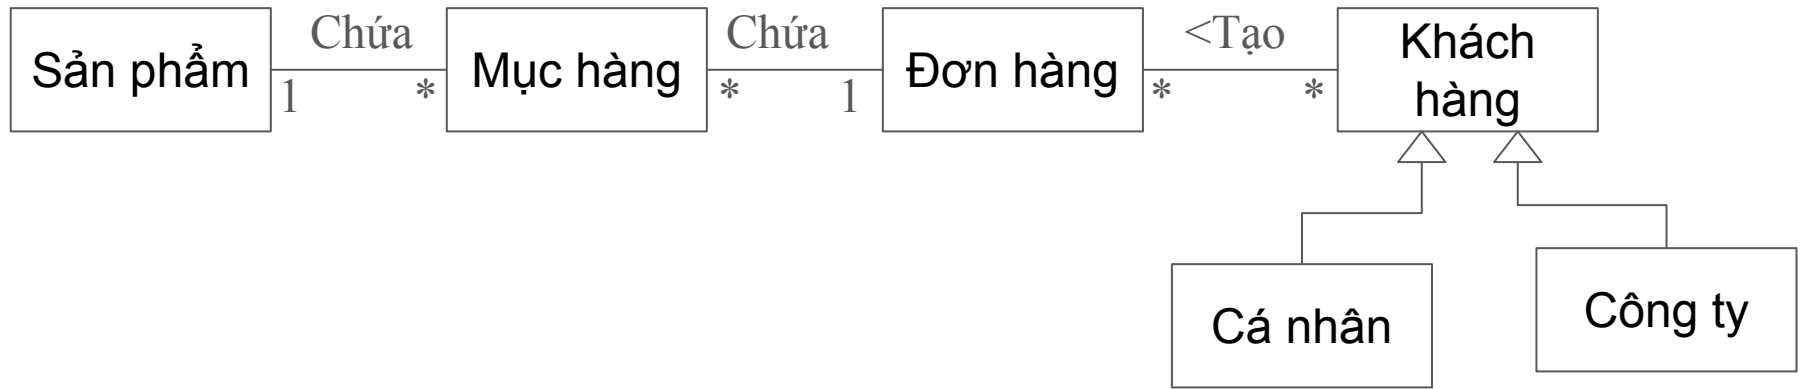 Sản phẩm
Chứa
1
*
Mục hàng
Chứa
*
1
Đơn hàng
<Tạo
*
*
Khách
hàng
Cá nhân
Công ty